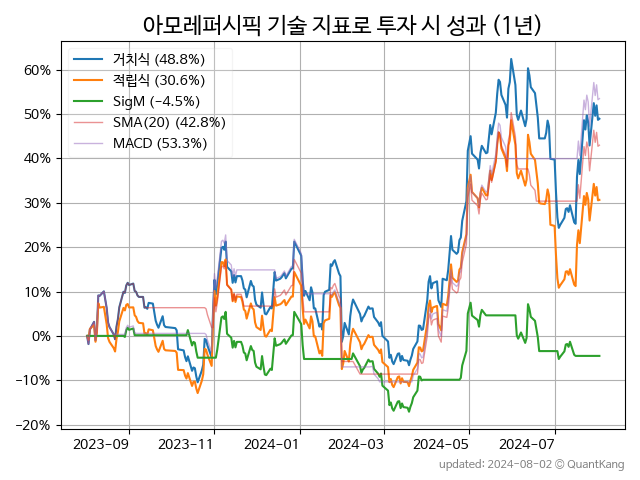 아모레퍼시픽 기술 지표로 투자 시 성과 (1년)
거치식 (48.8%)
적립식 (30.6%)
SigM (−4.5%)
SMA(20) (42.8%)
MACD (53.3%)
60%
50%
40%
30%
20%
10%
0%
−10%
−20%
2023-09
2023-11
2024-01
2024-03
2024-05
2024-07
updated: 2024-08-02 © QuantKang